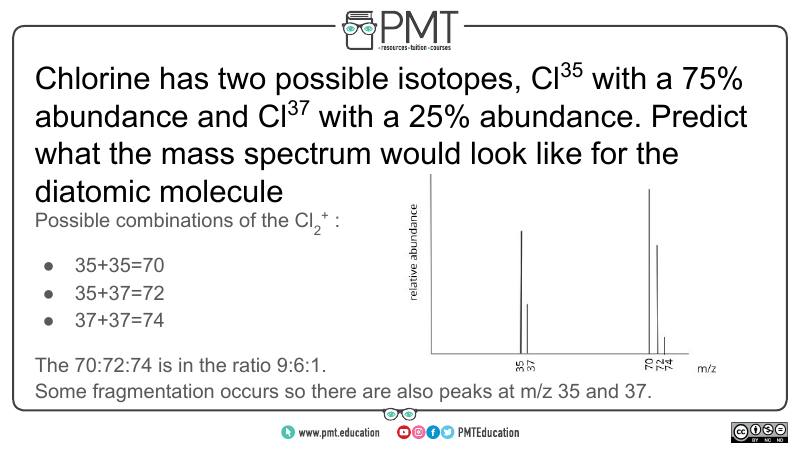 PMT
resources • tuition • courses
Chlorine has two possible isotopes, Cl³⁵ with a 75%
abundance and Cl³⁷ with a 25% abundance. Predict
what the mass spectrum would look like for the
diatomic molecule
Possible combinations of the Cl₂⁺ :
● 35+35=70
● 35+37=72
● 37+37=74
relative abundance
35 37 70 72 74 m/z
The 70:72:74 is in the ratio 9:6:1.
Some fragmentation occurs so there are also peaks at m/z 35 and 37.
www.pmt.education PMTEducation
CC BY NC ND